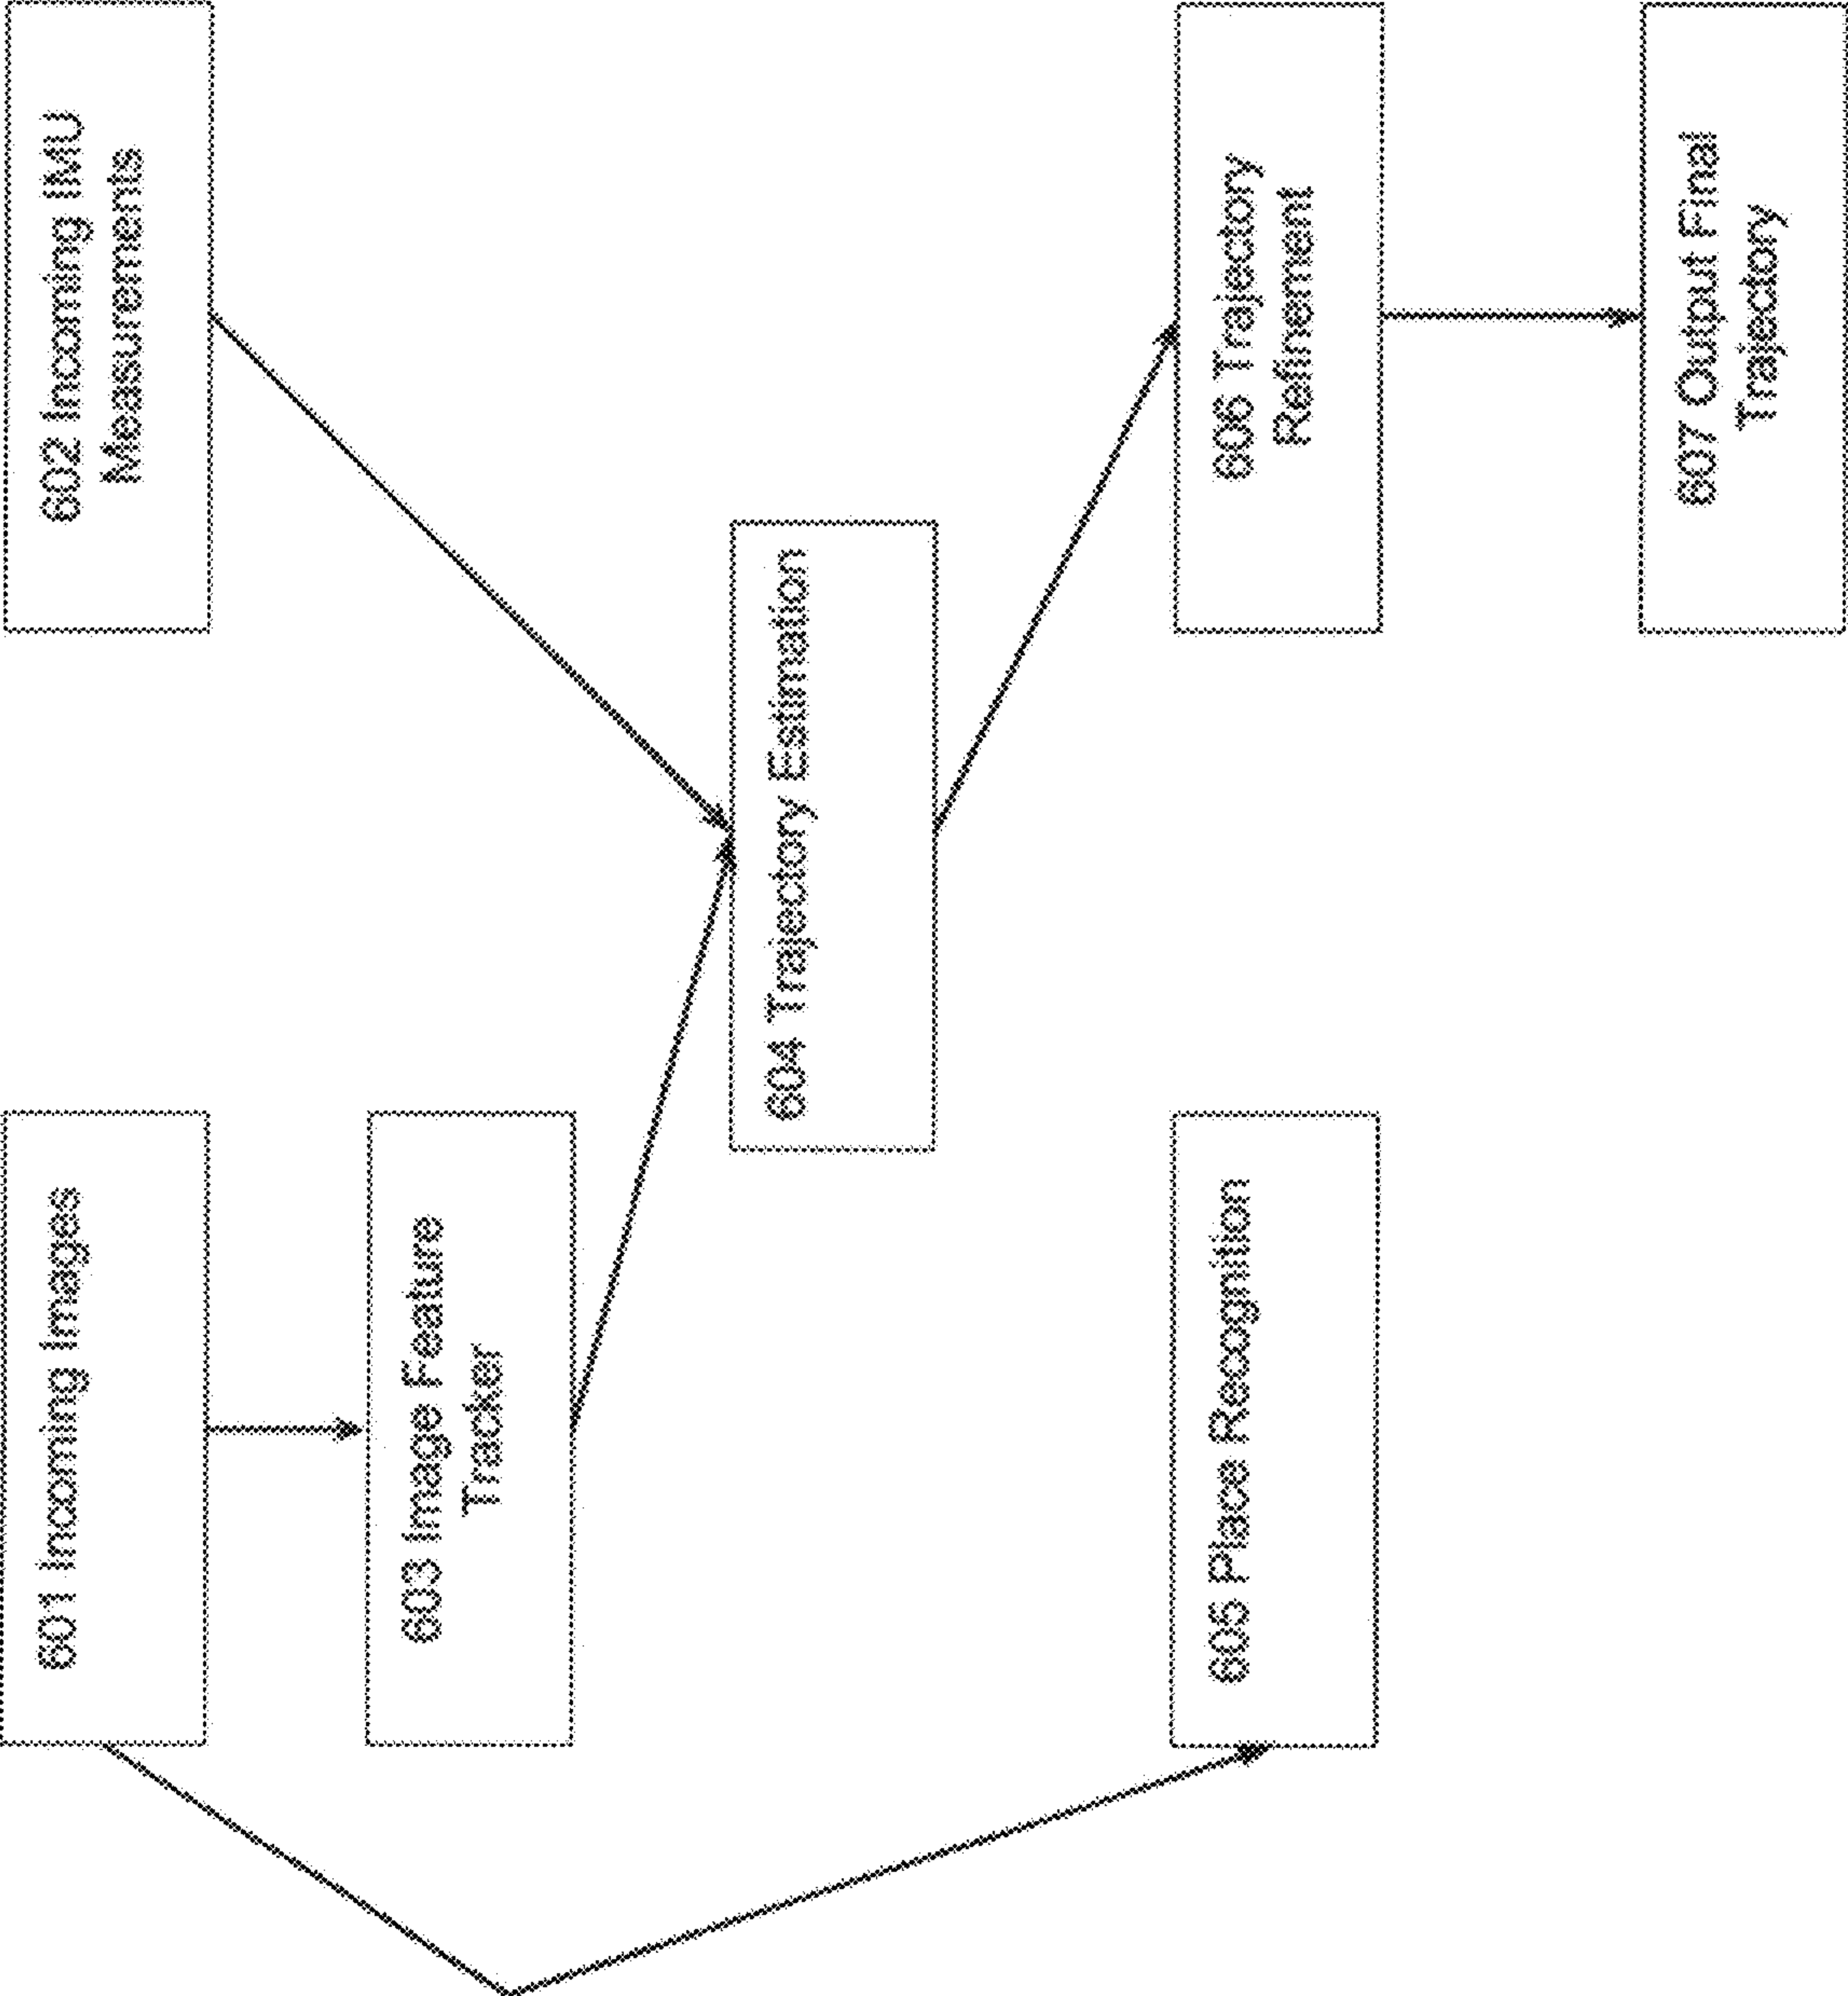 601 Incoming Images
602 Incoming IMU
Measurements
603 Image Feature
Tracker
604 Trajectory Estimation
605 Place Recognition
606 Trajectory
Refinement
607 Output Final
Trajectory